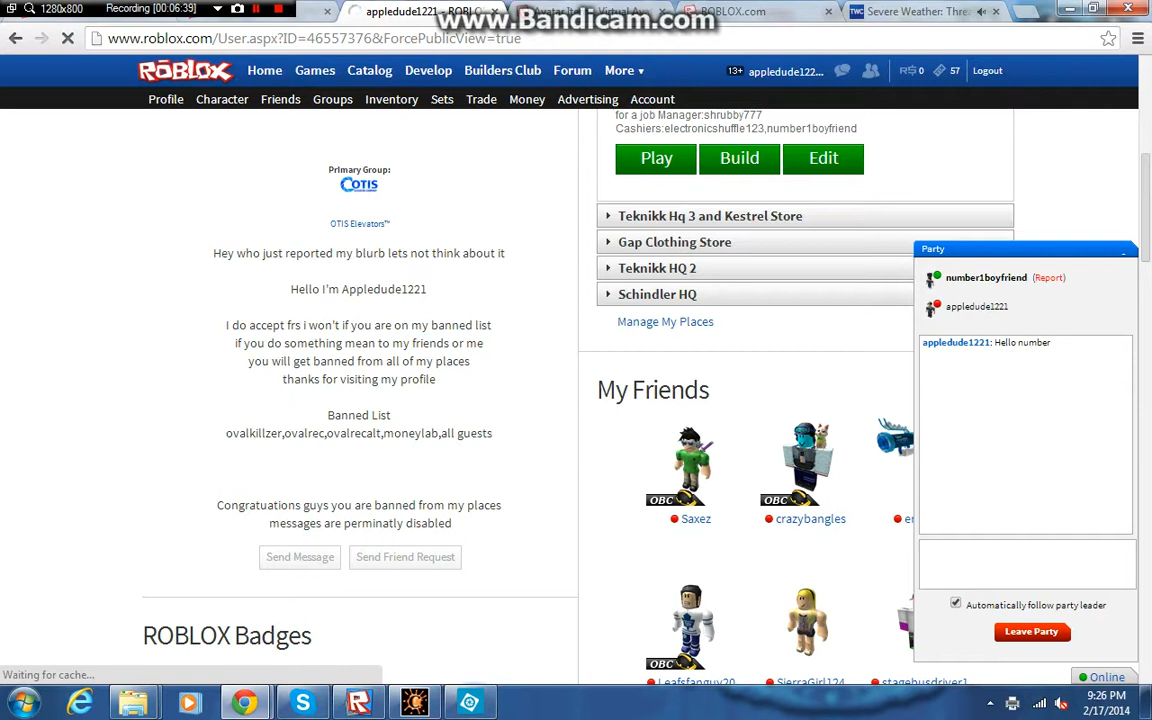 1280x800
Recording [00:06:39]
www.Bandicam.com
appledude1221 - ROBLO
ROBLOX.com
Severe Weather: Thre
www.roblox.com/User.aspx?ID=46557376&ForcePublicView=true
ROBLOX
Home Games Catalog Develop Builders Club Forum More
13+ appledude122... R$ 0 57 Logout
Profile Character Friends Groups Inventory Sets Trade Money Advertising Account
Primary Group:
OTIS
OTIS Elevators™
Hey who just reported my blurb lets not think about it
Hello I'm Appledude1221
I do accept frs i won't if you are on my banned list
if you do something mean to my friends or me
you will get banned from all of my places
thanks for visiting my profile
Banned List
ovalkillzer,ovalrec,ovalrecalt,moneylab,all guests
Congratuations guys you are banned from my places
messages are perminatly disabled
Send Message Send Friend Request
ROBLOX Badges
for a job Manager:shrubby777
Cashiers:electronicshuffle123,number1boyfriend
Play Build Edit
Teknikk Hq 3 and Kestrel Store
Gap Clothing Store
Teknikk HQ 2
Schindler HQ
Manage My Places
My Friends
OBC OBC
Saxez crazybangles er
OBC
Leafsfanguy20 SierraGirl124 stagebusdriver1
Party
number1boyfriend (Report)
appledude1221
appledude1221: Hello number
Automatically follow party leader
Leave Party
Online
Waiting for cache...
9:26 PM
2/17/2014